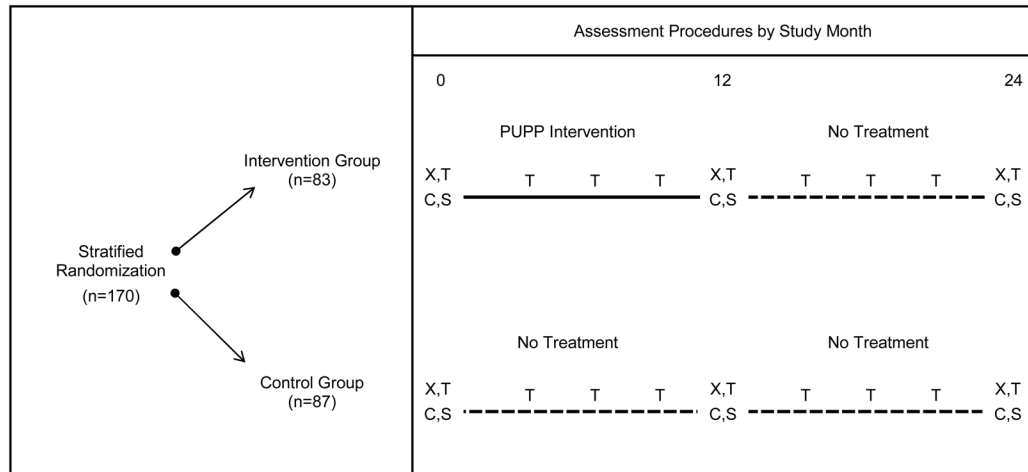 Assessment Procedures by Study Month
0 12 24
PUPP Intervention No Treatment
Intervention Group
(n=83)
X,T T T T X,T T T T X,T
C,S C,S C,S
Stratified
Randomization
(n=170)
No Treatment No Treatment
Control Group
(n=87)
X,T T T T X,T T T T X,T
C,S C,S C,S